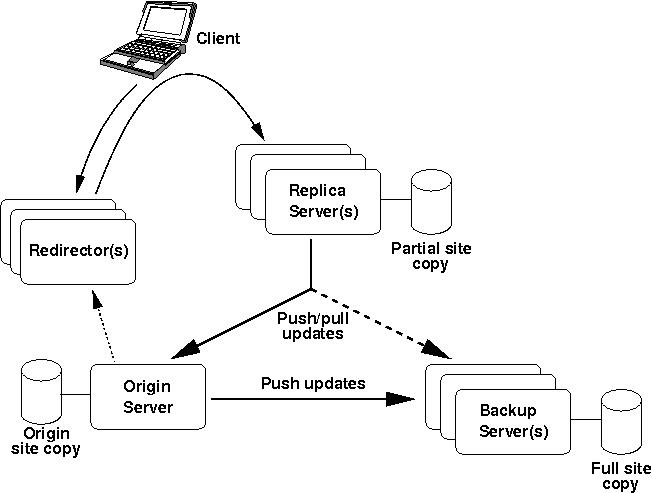 Client
Replica
Server(s)
Redirector(s)
Partial site
copy
Push/pull
updates
Origin
Server
Push updates
Backup
Server(s)
Origin
site copy
Full site
copy